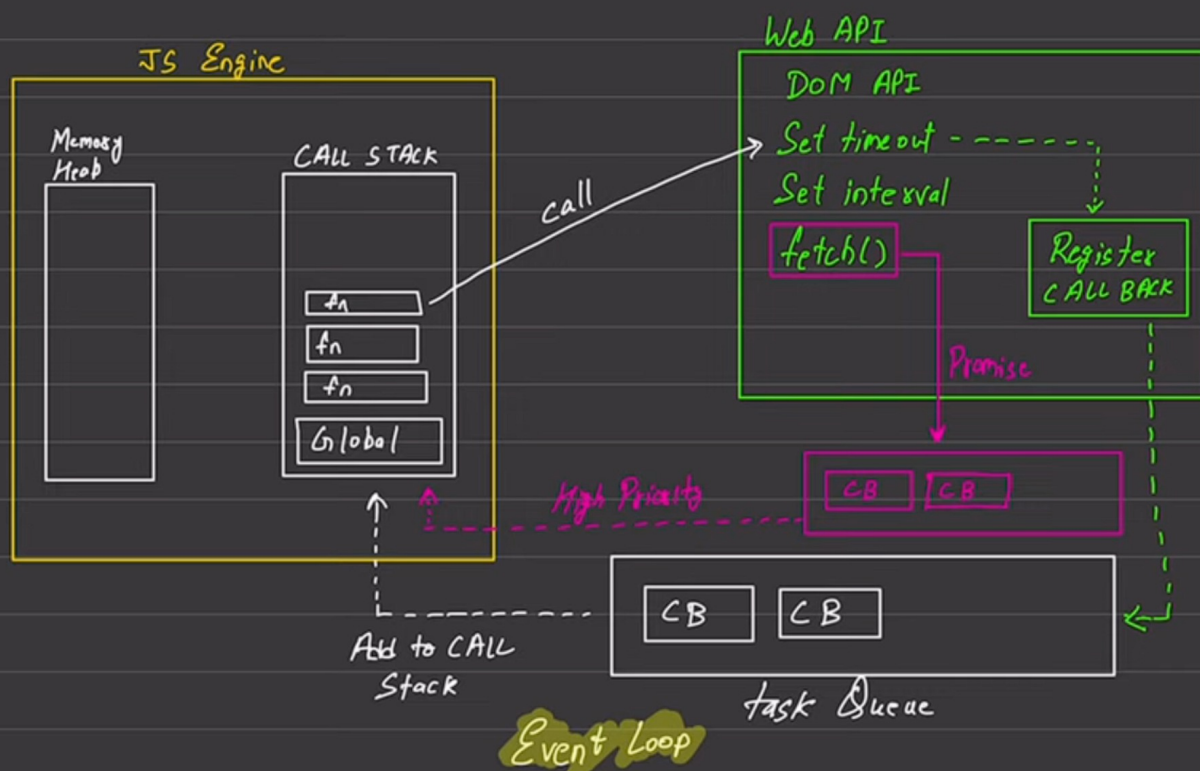 JS Engine
Memory
Heap
CALL STACK
fn
fn
fn
Global
call
Web API
DOM API
Set timeout
Set interval
fetch()
Register
CALL BACK
Promise
High Priority
CB CB
CB CB
Add to CALL
Stack
task Queue
Event Loop